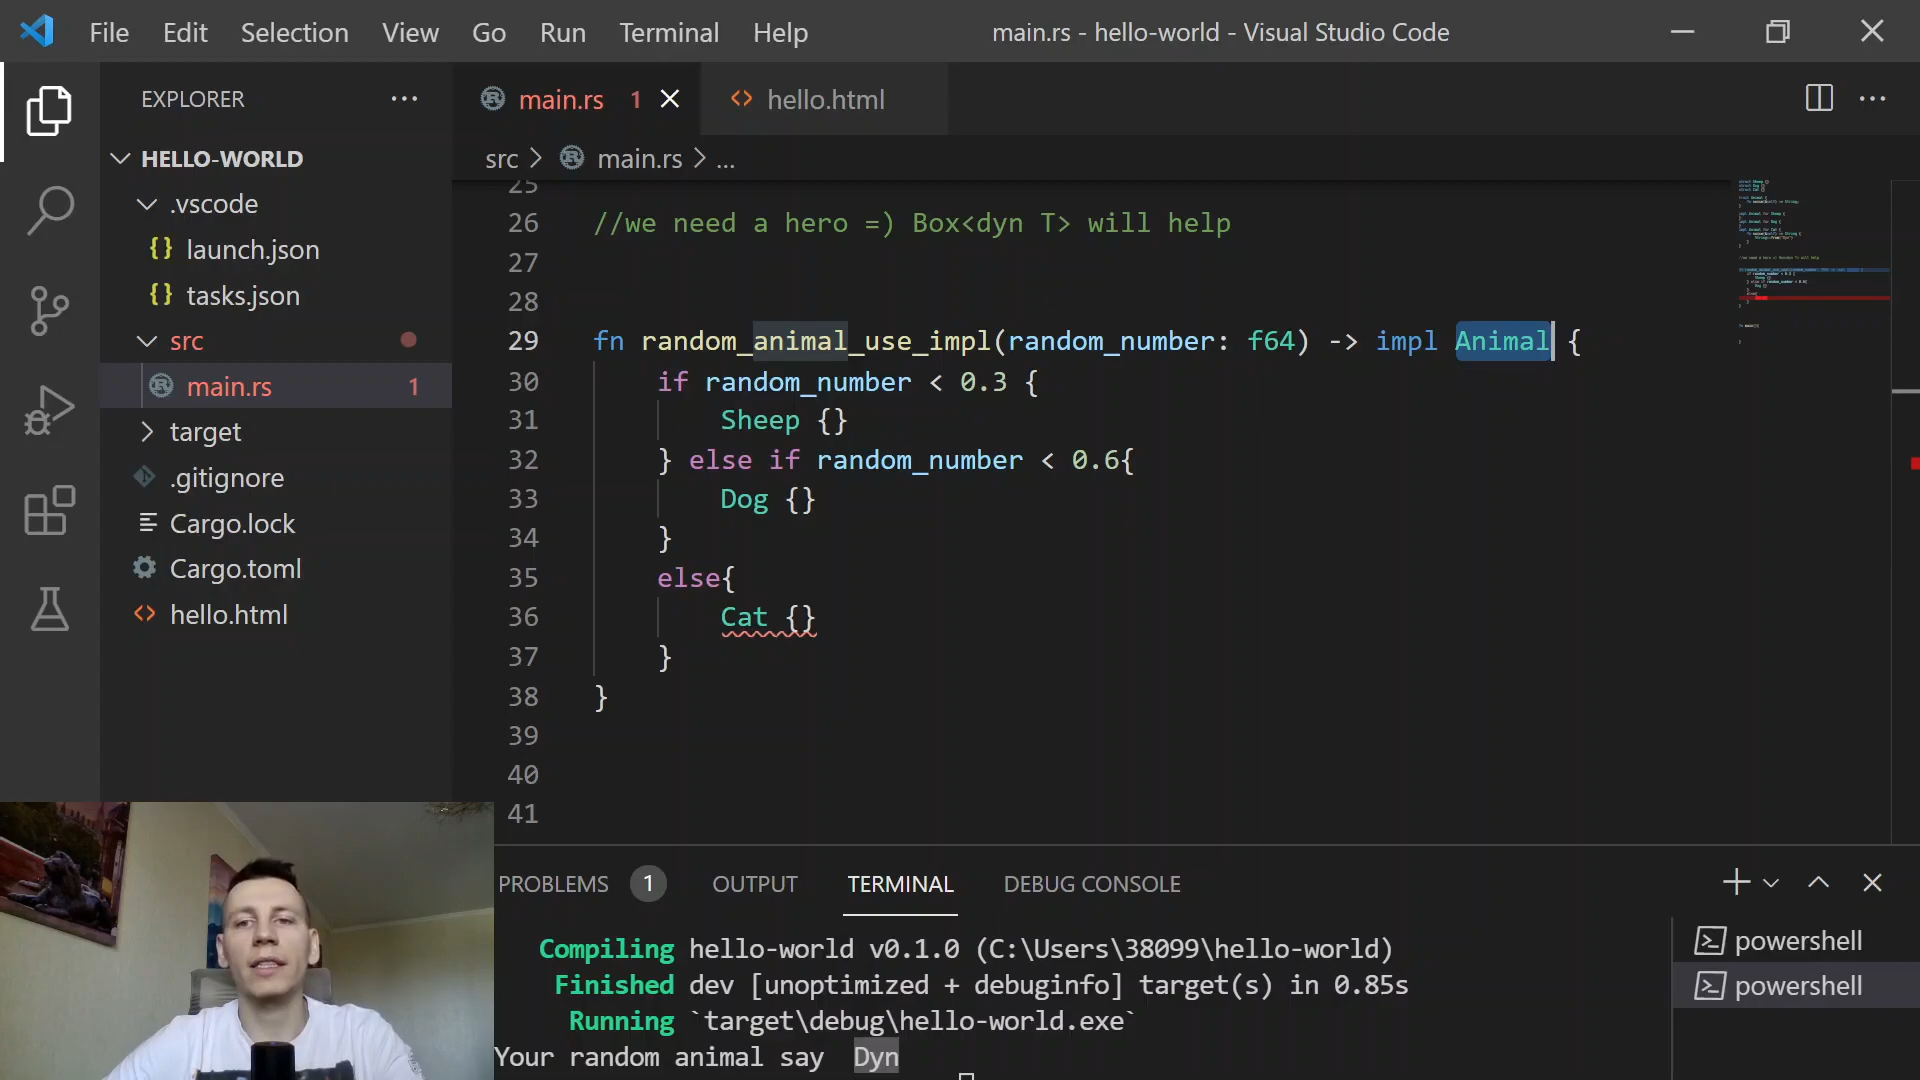 File Edit Selection View Go Run Terminal Help
main.rs - hello-world - Visual Studio Code
EXPLORER
HELLO-WORLD
.vscode
launch.json
tasks.json
src
main.rs 1
target
.gitignore
Cargo.lock
Cargo.toml
hello.html
main.rs 1
hello.html
src > main.rs > ...
25
26 //we need a hero =) Box<dyn T> will help
27
28
29 fn random_animal_use_impl(random_number: f64) -> impl Animal {
30 if random_number < 0.3 {
31 Sheep {}
32 } else if random_number < 0.6{
33 Dog {}
34 }
35 else{
36 Cat {}
37 }
38 }
39
40
41
PROBLEMS 1 OUTPUT TERMINAL DEBUG CONSOLE
Compiling hello-world v0.1.0 (C:\Users\38099\hello-world)
Finished dev [unoptimized + debuginfo] target(s) in 0.85s
Running `target\debug\hello-world.exe`
Your random animal say Dyn
powershell
powershell